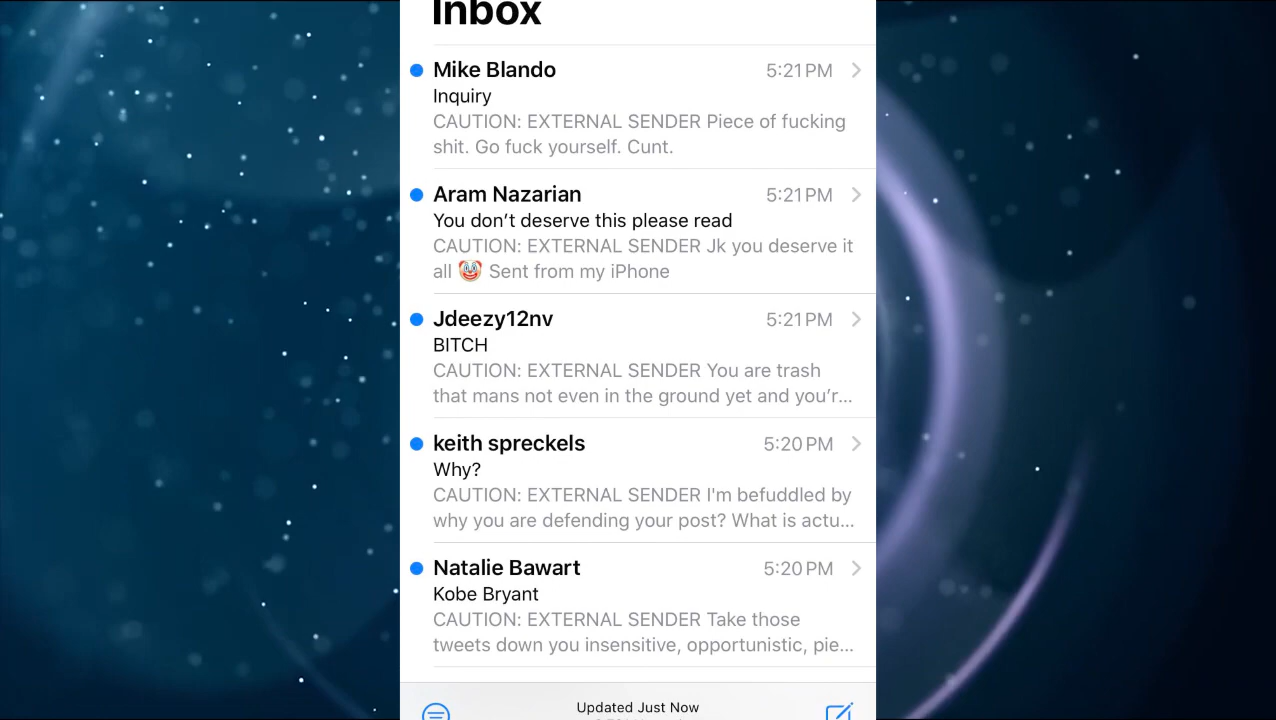 Inbox
Mike Blando 5:21 PM
Inquiry
CAUTION: EXTERNAL SENDER Piece of fucking
shit. Go fuck yourself. Cunt.
Aram Nazarian 5:21 PM
You don’t deserve this please read
CAUTION: EXTERNAL SENDER Jk you deserve it
all 🤡 Sent from my iPhone
Jdeezy12nv 5:21 PM
BITCH
CAUTION: EXTERNAL SENDER You are trash
that mans not even in the ground yet and you’r...
keith spreckels 5:20 PM
Why?
CAUTION: EXTERNAL SENDER I'm befuddled by
why you are defending your post? What is actu...
Natalie Bawart 5:20 PM
Kobe Bryant
CAUTION: EXTERNAL SENDER Take those
tweets down you insensitive, opportunistic, pie...
Updated Just Now